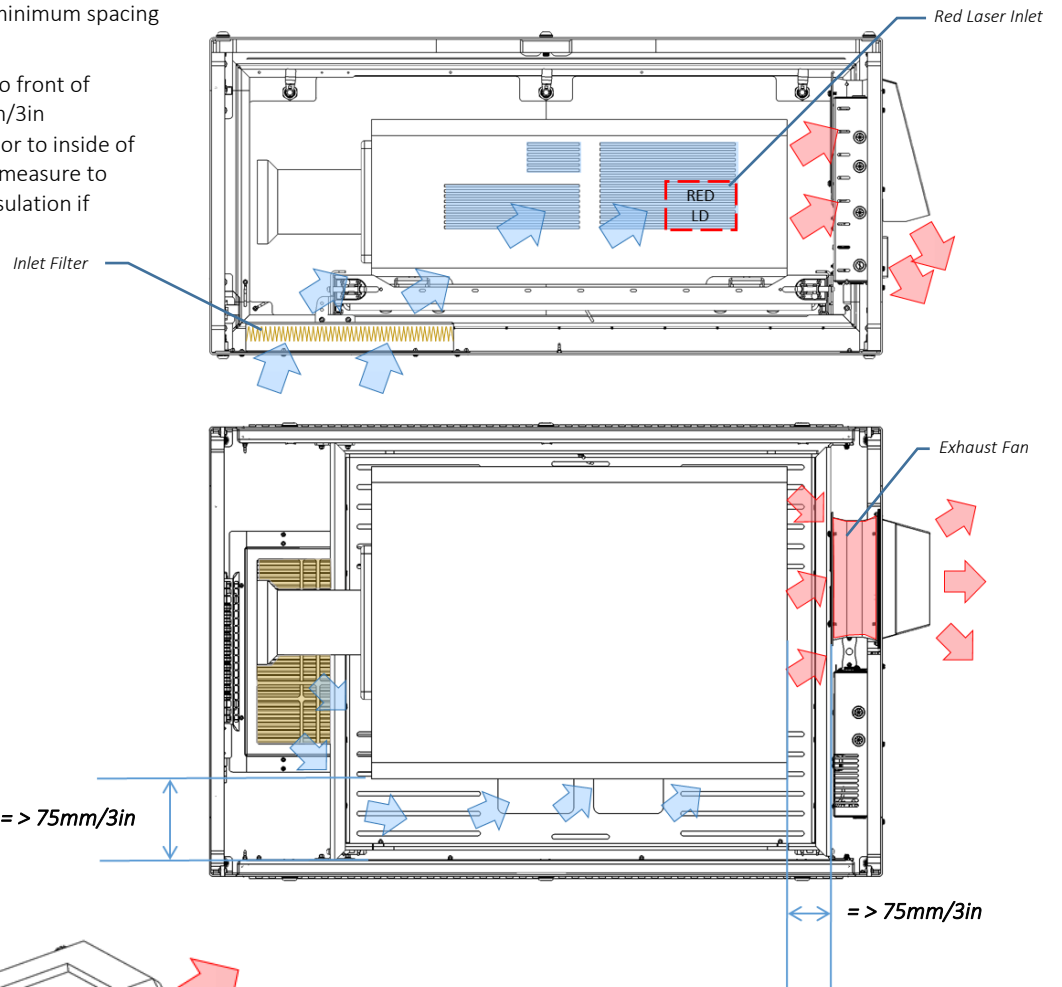 minimum spacing
o front of
m/3in
or to inside of
measure to
sulation if
Red Laser Inlet
RED
LD
Inlet Filter
Exhaust Fan
= > 75mm/3in
= > 75mm/3in